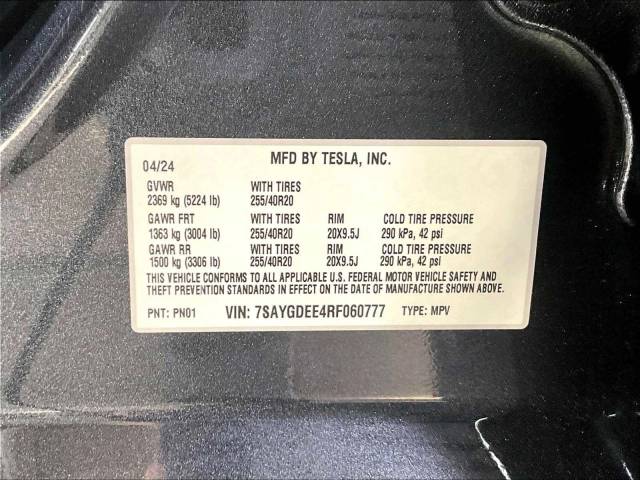 MFD BY TESLA, INC.
04/24
GVWR WITH TIRES
2369 kg (5224 lb) 255/40R20
GAWR FRT WITH TIRES RIM COLD TIRE PRESSURE
1363 kg (3004 lb) 255/40R20 20X9.5J 290 kPa, 42 psi
GAWR RR WITH TIRES RIM COLD TIRE PRESSURE
1500 kg (3306 lb) 255/40R20 20X9.5J 290 kPa, 42 psi
THIS VEHICLE CONFORMS TO ALL APPLICABLE U.S. FEDERAL MOTOR VEHICLE SAFETY AND
THEFT PREVENTION STANDARDS IN EFFECT ON THE DATE OF MANUFACTURE SHOWN ABOVE.
PNT: PN01 VIN: 7SAYGDEE4RF060777 TYPE: MPV